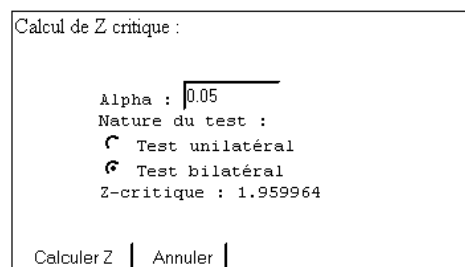 Calcul de Z critique :
Alpha : 0.05
Nature du test :
Test unilatéral
Test bilatéral
Z-critique : 1.959964
Calculer Z Annuler